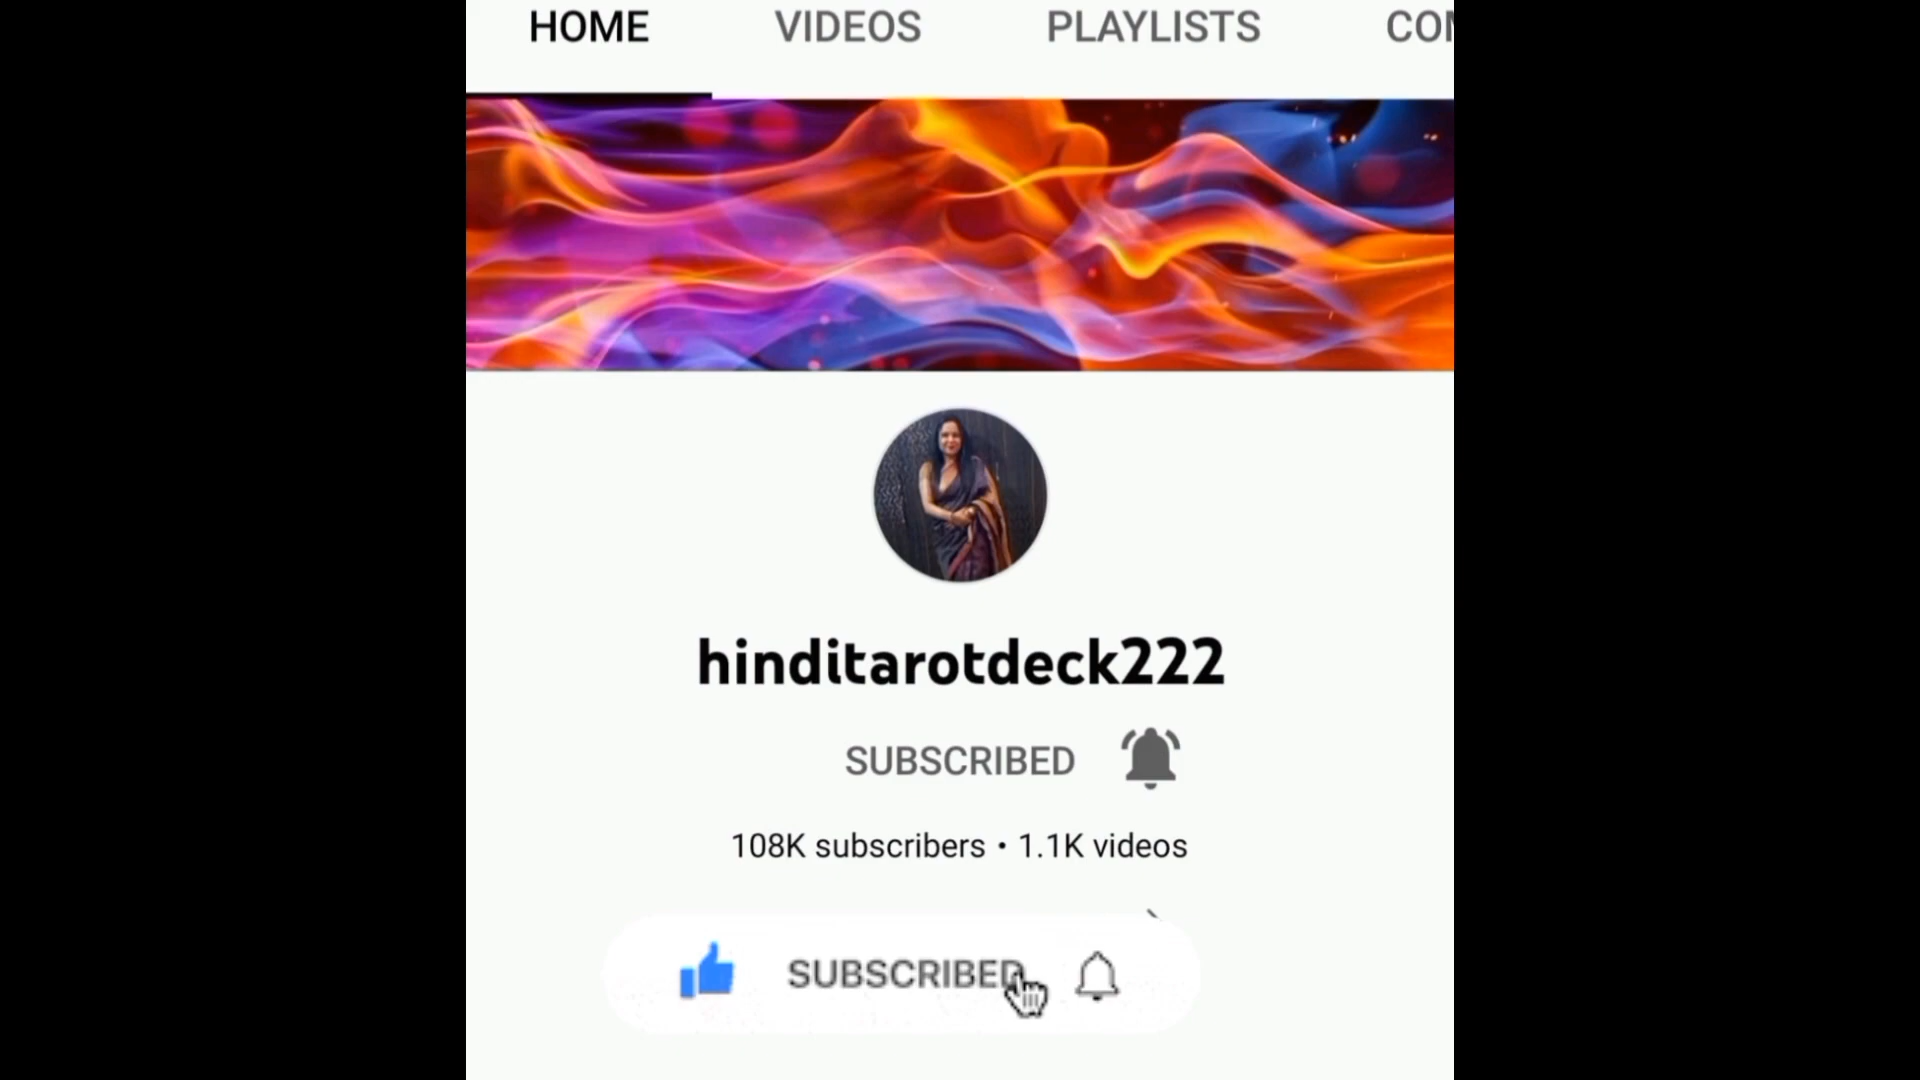 HOME VIDEOS PLAYLISTS
hinditarotdeck222
SUBSCRIBED
108K subscribers • 1.1K videos
SUBSCRIBED